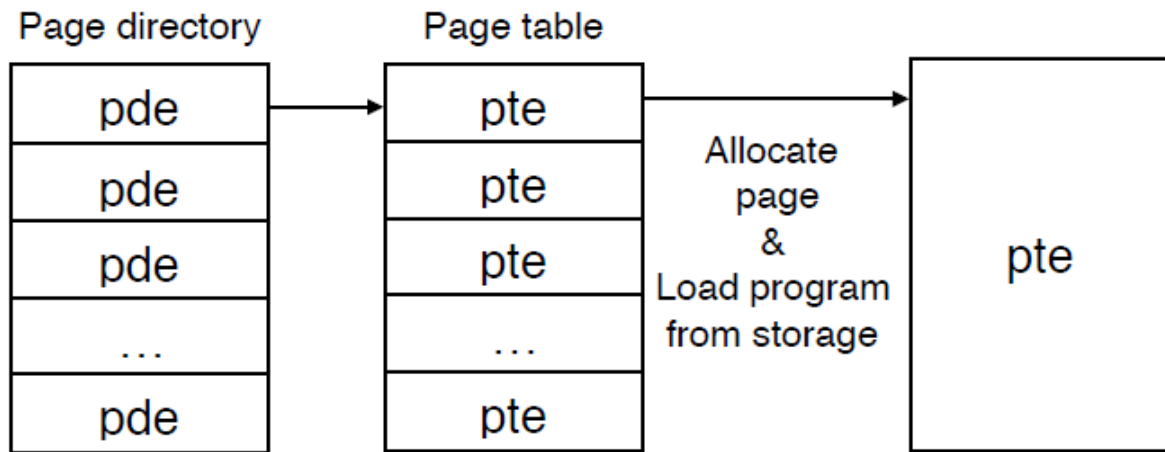 Page directory
pde
pde
pde
...
pde
Page table
pte
pte
pte
...
pte
Allocate
page
&
Load program
from storage
pte